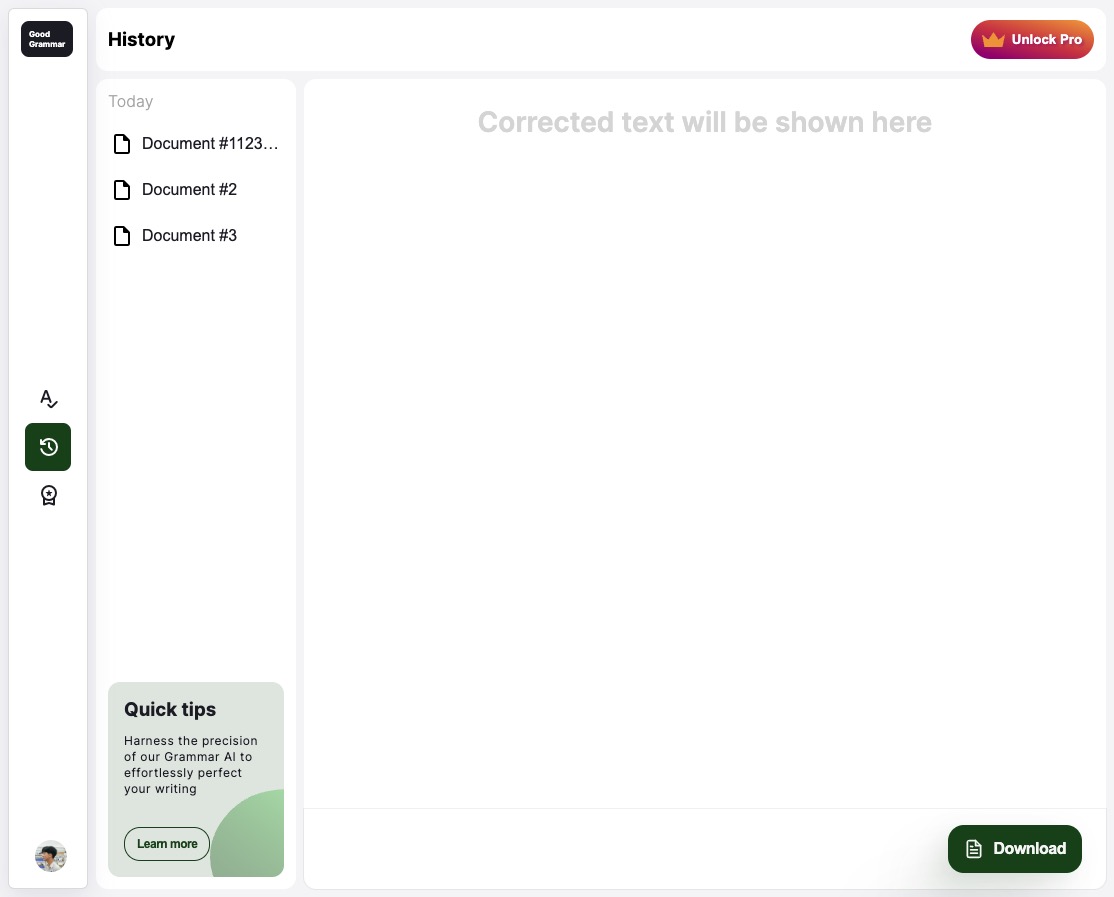 Good
Grammar
History
Unlock Pro
Today
Document #1123...
Document #2
Document #3
Corrected text will be shown here
Quick tips
Harness the precision
of our Grammar AI to
effortlessly perfect
your writing
Learn more
Download